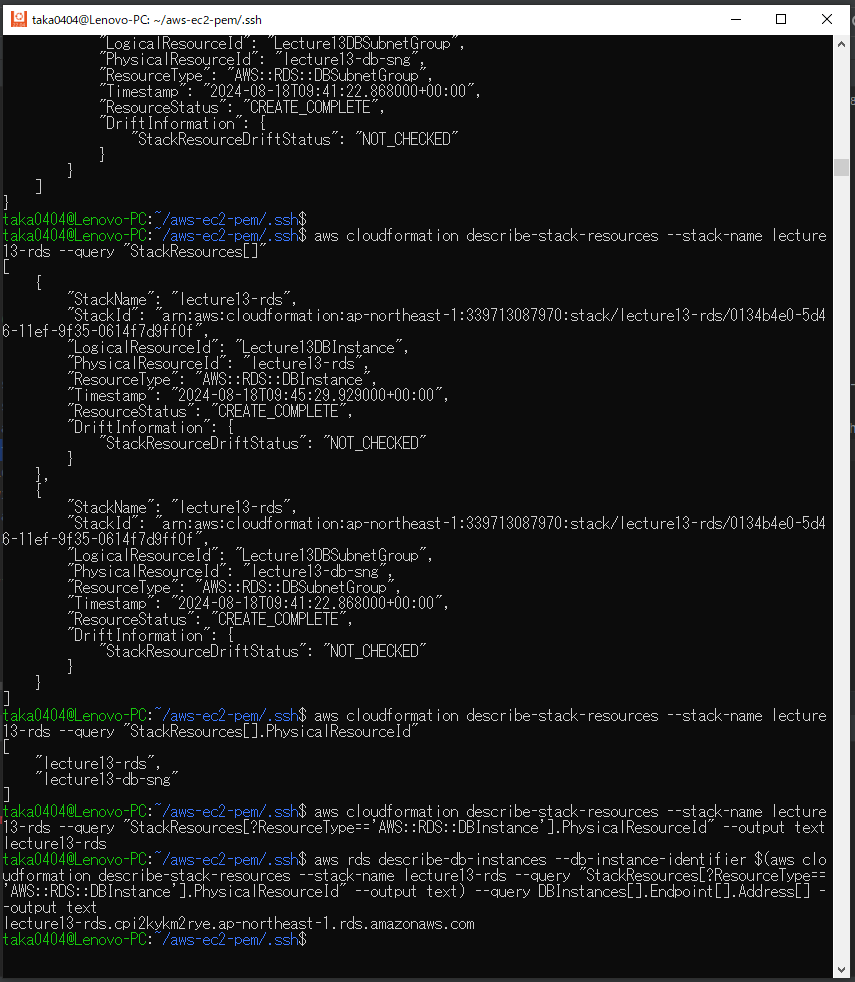 taka0404@Lenovo-PC: ~/aws-ec2-pem/.ssh
            "LogicalResourceId": "Lecture13DBSubnetGroup",
            "PhysicalResourceId": "lecture13-db-sng",
            "ResourceType": "AWS::RDS::DBSubnetGroup",
            "Timestamp": "2024-08-18T09:41:22.868000+00:00",
            "ResourceStatus": "CREATE_COMPLETE",
            "DriftInformation": {
                "StackResourceDriftStatus": "NOT_CHECKED"
            }
        }
    ]
}
taka0404@Lenovo-PC:~/aws-ec2-pem/.ssh$
taka0404@Lenovo-PC:~/aws-ec2-pem/.ssh$ aws cloudformation describe-stack-resources --stack-name lecture
13-rds --query "StackResources[]"
[
    {
        "StackName": "lecture13-rds",
        "StackId": "arn:aws:cloudformation:ap-northeast-1:339713087970:stack/lecture13-rds/0134b4e0-5d4
6-11ef-9f35-0614f7d9ff0f",
        "LogicalResourceId": "Lecture13DBInstance",
        "PhysicalResourceId": "lecture13-rds",
        "ResourceType": "AWS::RDS::DBInstance",
        "Timestamp": "2024-08-18T09:45:29.929000+00:00",
        "ResourceStatus": "CREATE_COMPLETE",
        "DriftInformation": {
            "StackResourceDriftStatus": "NOT_CHECKED"
        }
    },
    {
        "StackName": "lecture13-rds",
        "StackId": "arn:aws:cloudformation:ap-northeast-1:339713087970:stack/lecture13-rds/0134b4e0-5d4
6-11ef-9f35-0614f7d9ff0f",
        "LogicalResourceId": "Lecture13DBSubnetGroup",
        "PhysicalResourceId": "lecture13-db-sng",
        "ResourceType": "AWS::RDS::DBSubnetGroup",
        "Timestamp": "2024-08-18T09:41:22.868000+00:00",
        "ResourceStatus": "CREATE_COMPLETE",
        "DriftInformation": {
            "StackResourceDriftStatus": "NOT_CHECKED"
        }
    }
]
taka0404@Lenovo-PC:~/aws-ec2-pem/.ssh$ aws cloudformation describe-stack-resources --stack-name lecture
13-rds --query "StackResources[].PhysicalResourceId"
[
    "lecture13-rds",
    "lecture13-db-sng"
]
taka0404@Lenovo-PC:~/aws-ec2-pem/.ssh$ aws cloudformation describe-stack-resources --stack-name lecture
13-rds --query "StackResources[?ResourceType=='AWS::RDS::DBInstance'].PhysicalResourceId" --output text
lecture13-rds
taka0404@Lenovo-PC:~/aws-ec2-pem/.ssh$ aws rds describe-db-instances --db-instance-identifier $(aws clo
udformation describe-stack-resources --stack-name lecture13-rds --query "StackResources[?ResourceType==
'AWS::RDS::DBInstance'].PhysicalResourceId" --output text) --query DBInstances[].Endpoint[].Address[] -
-output text
lecture13-rds.cpi2kykm2rye.ap-northeast-1.rds.amazonaws.com
taka0404@Lenovo-PC:~/aws-ec2-pem/.ssh$